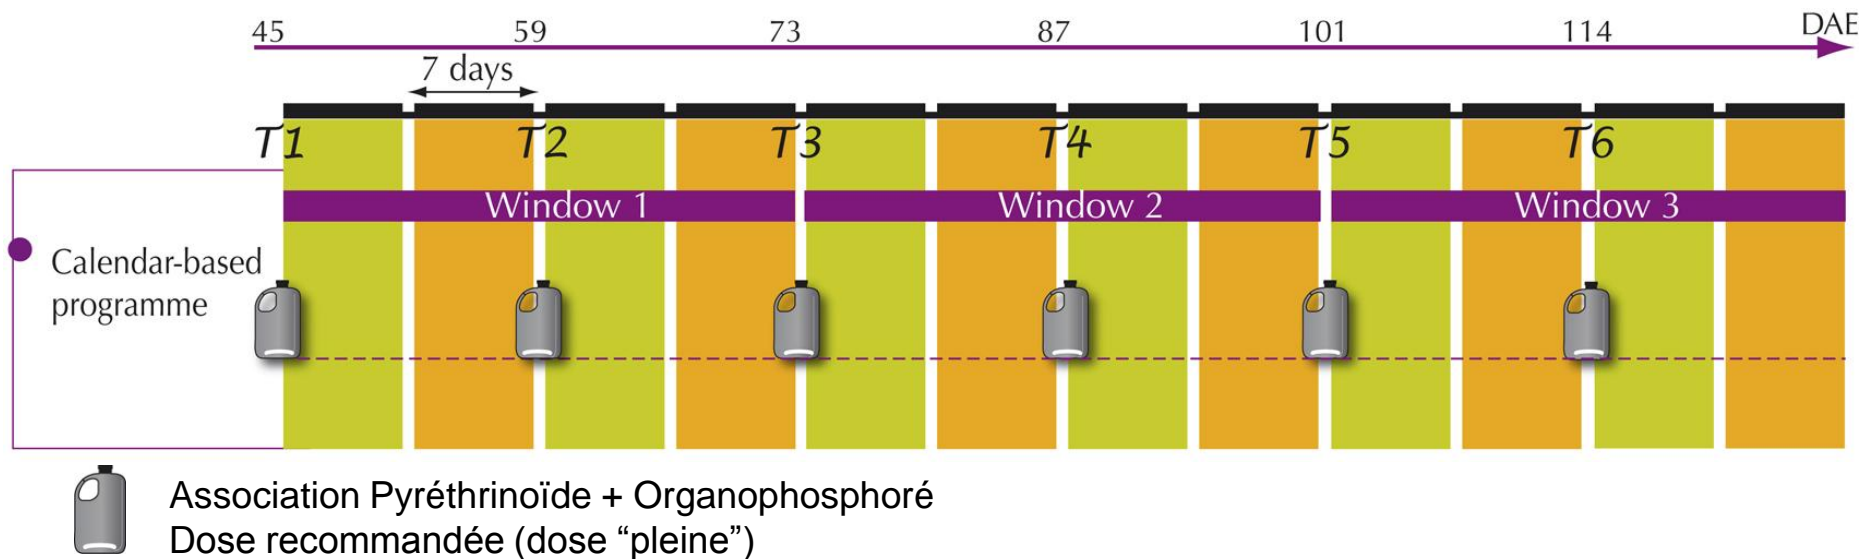 45 59 73 87 101 114 DAE
7 days
T1 T2 T3 T4 T5 T6
Window 1 Window 2 Window 3
Calendar-based
programme
Association Pyréthrinoïde + Organophosphoré
Dose recommandée (dose “pleine”)